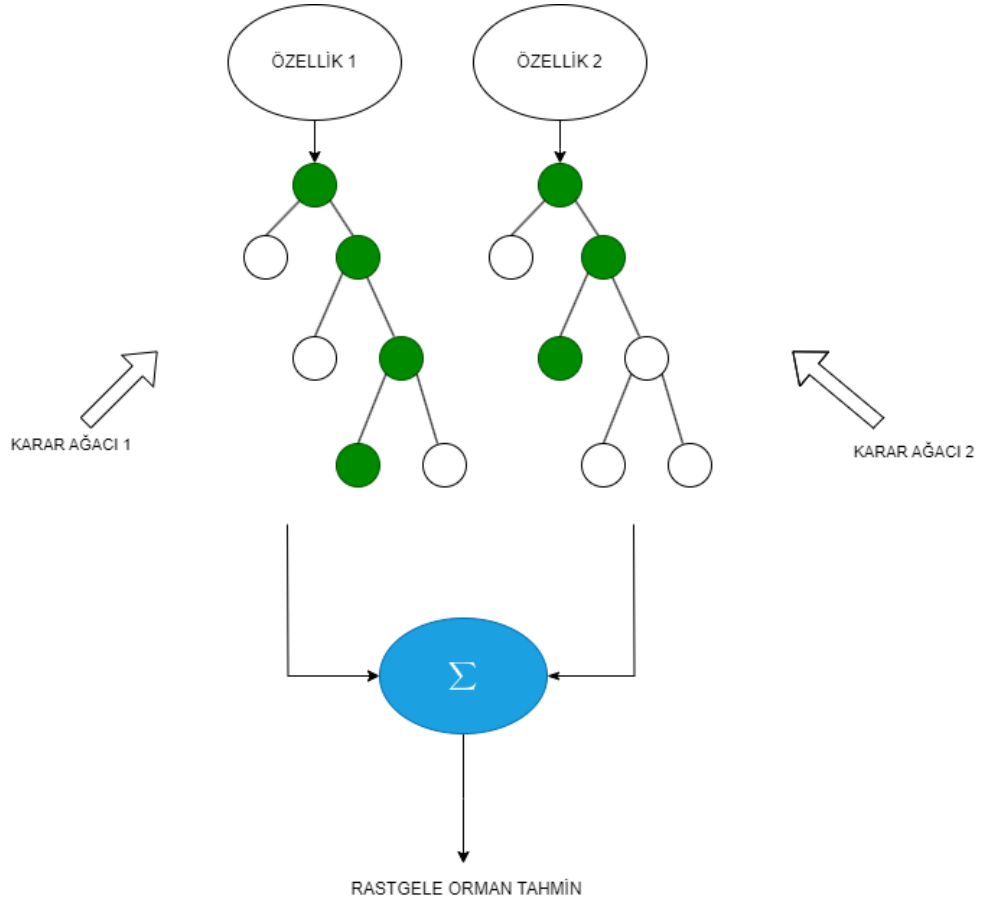 ÖZELLİK 1
ÖZELLİK 2
KARAR AĞACI 1
KARAR AĞACI 2
Σ
RASTGELE ORMAN TAHMİN